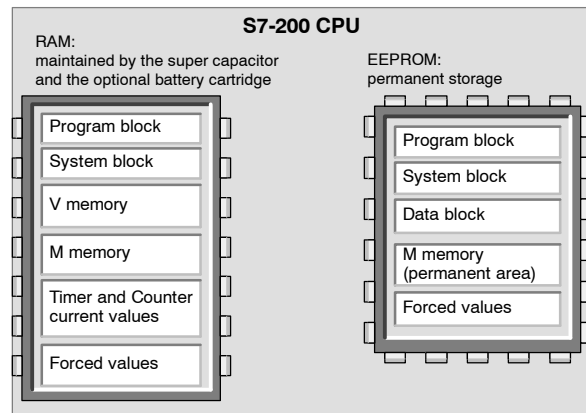 S7-200 CPU
RAM:
maintained by the super capacitor
and the optional battery cartridge
Program block
System block
V memory
M memory
Timer and Counter
current values
Forced values
EEPROM:
permanent storage
Program block
System block
Data block
M memory
(permanent area)
Forced values